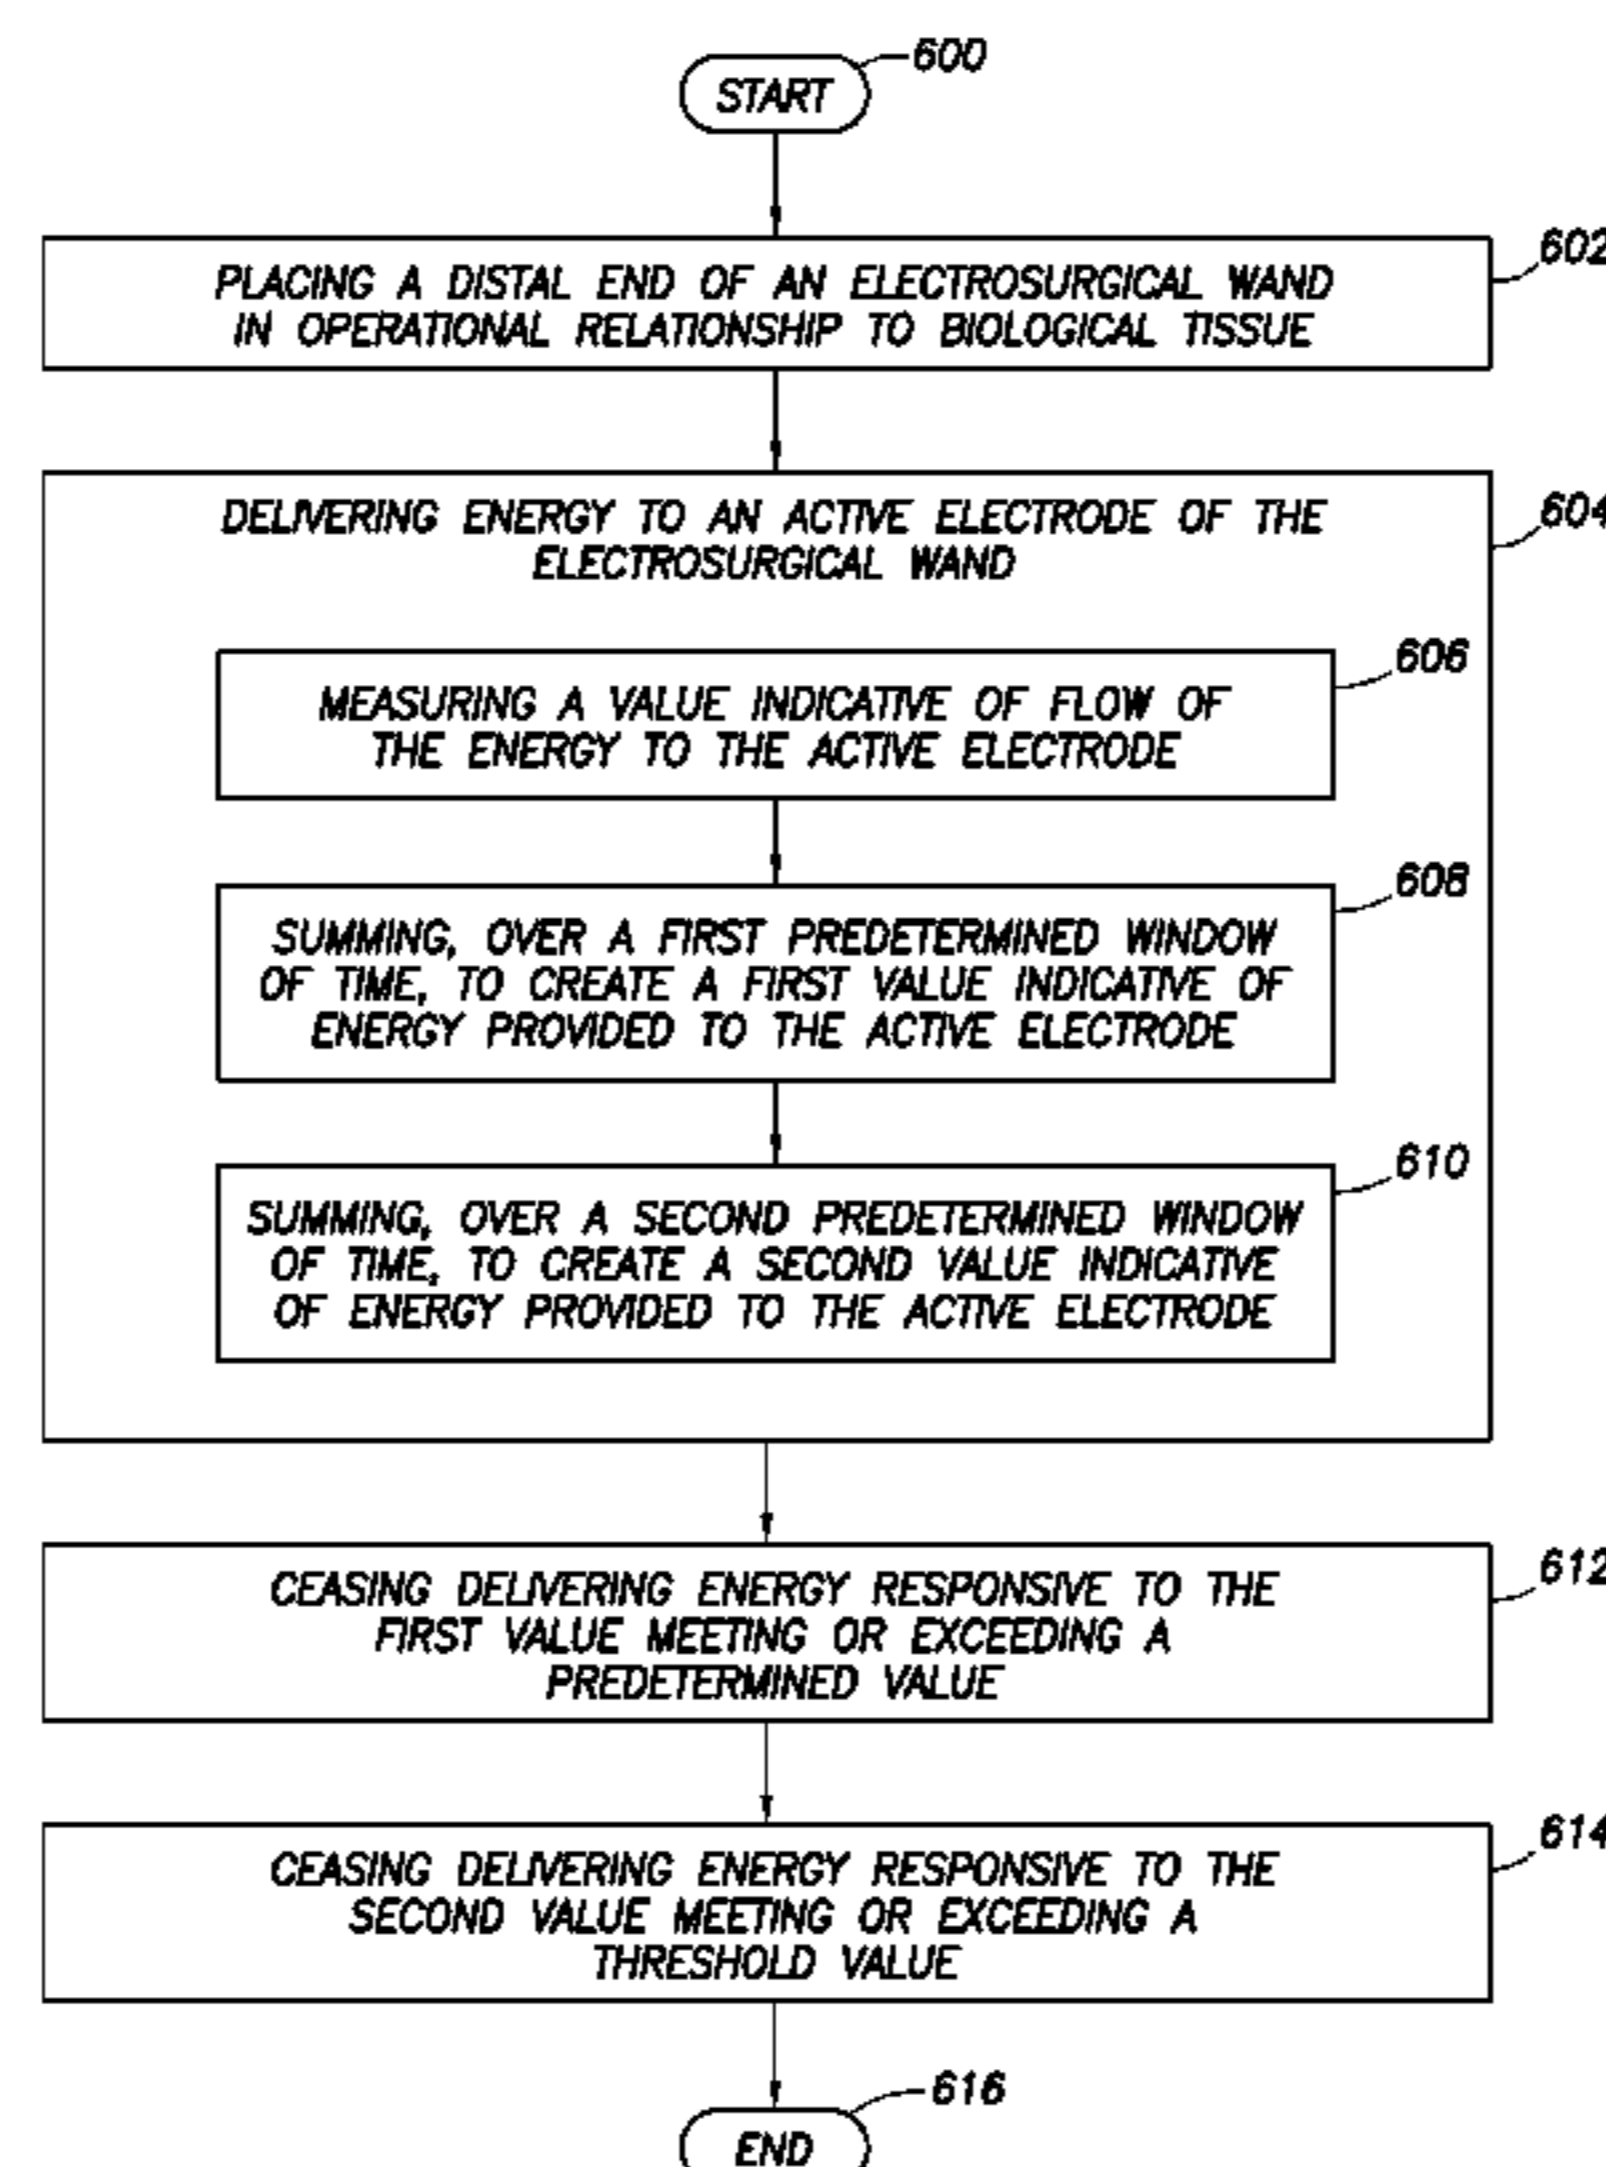 600
START
602
PLACING A DISTAL END OF AN ELECTROSURGICAL WAND
IN OPERATIONAL RELATIONSHIP TO BIOLOGICAL TISSUE
604
DELIVERING ENERGY TO AN ACTIVE ELECTRODE OF THE
ELECTROSURGICAL WAND
606
MEASURING A VALUE INDICATIVE OF FLOW OF
THE ENERGY TO THE ACTIVE ELECTRODE
608
SUMMING, OVER A FIRST PREDETERMINED WINDOW
OF TIME, TO CREATE A FIRST VALUE INDICATIVE OF
ENERGY PROVIDED TO THE ACTIVE ELECTRODE
610
SUMMING, OVER A SECOND PREDETERMINED WINDOW
OF TIME, TO CREATE A SECOND VALUE INDICATIVE
OF ENERGY PROVIDED TO THE ACTIVE ELECTRODE
612
CEASING DELIVERING ENERGY RESPONSIVE TO THE
FIRST VALUE MEETING OR EXCEEDING A
PREDETERMINED VALUE
614
CEASING DELIVERING ENERGY RESPONSIVE TO THE
SECOND VALUE MEETING OR EXCEEDING A
THRESHOLD VALUE
616
END